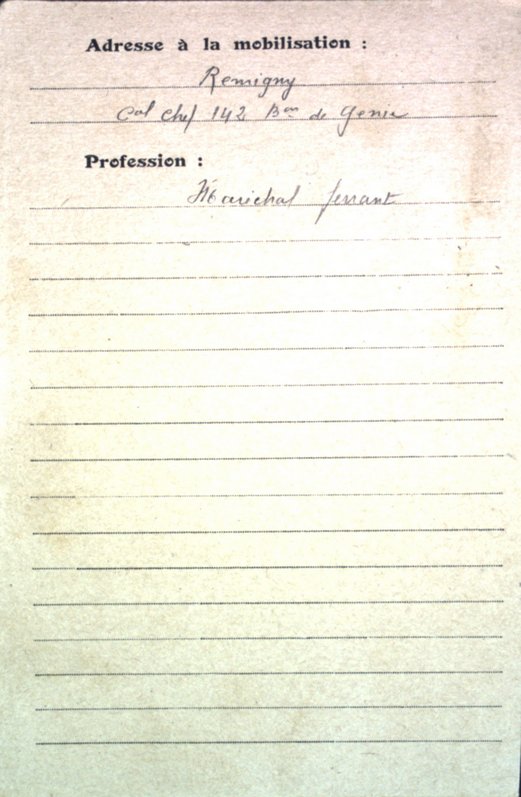 Adresse à la mobilisation :
Remigny
Cal Chef 142 Bon de Genie
Profession :
Maréchal ferrant